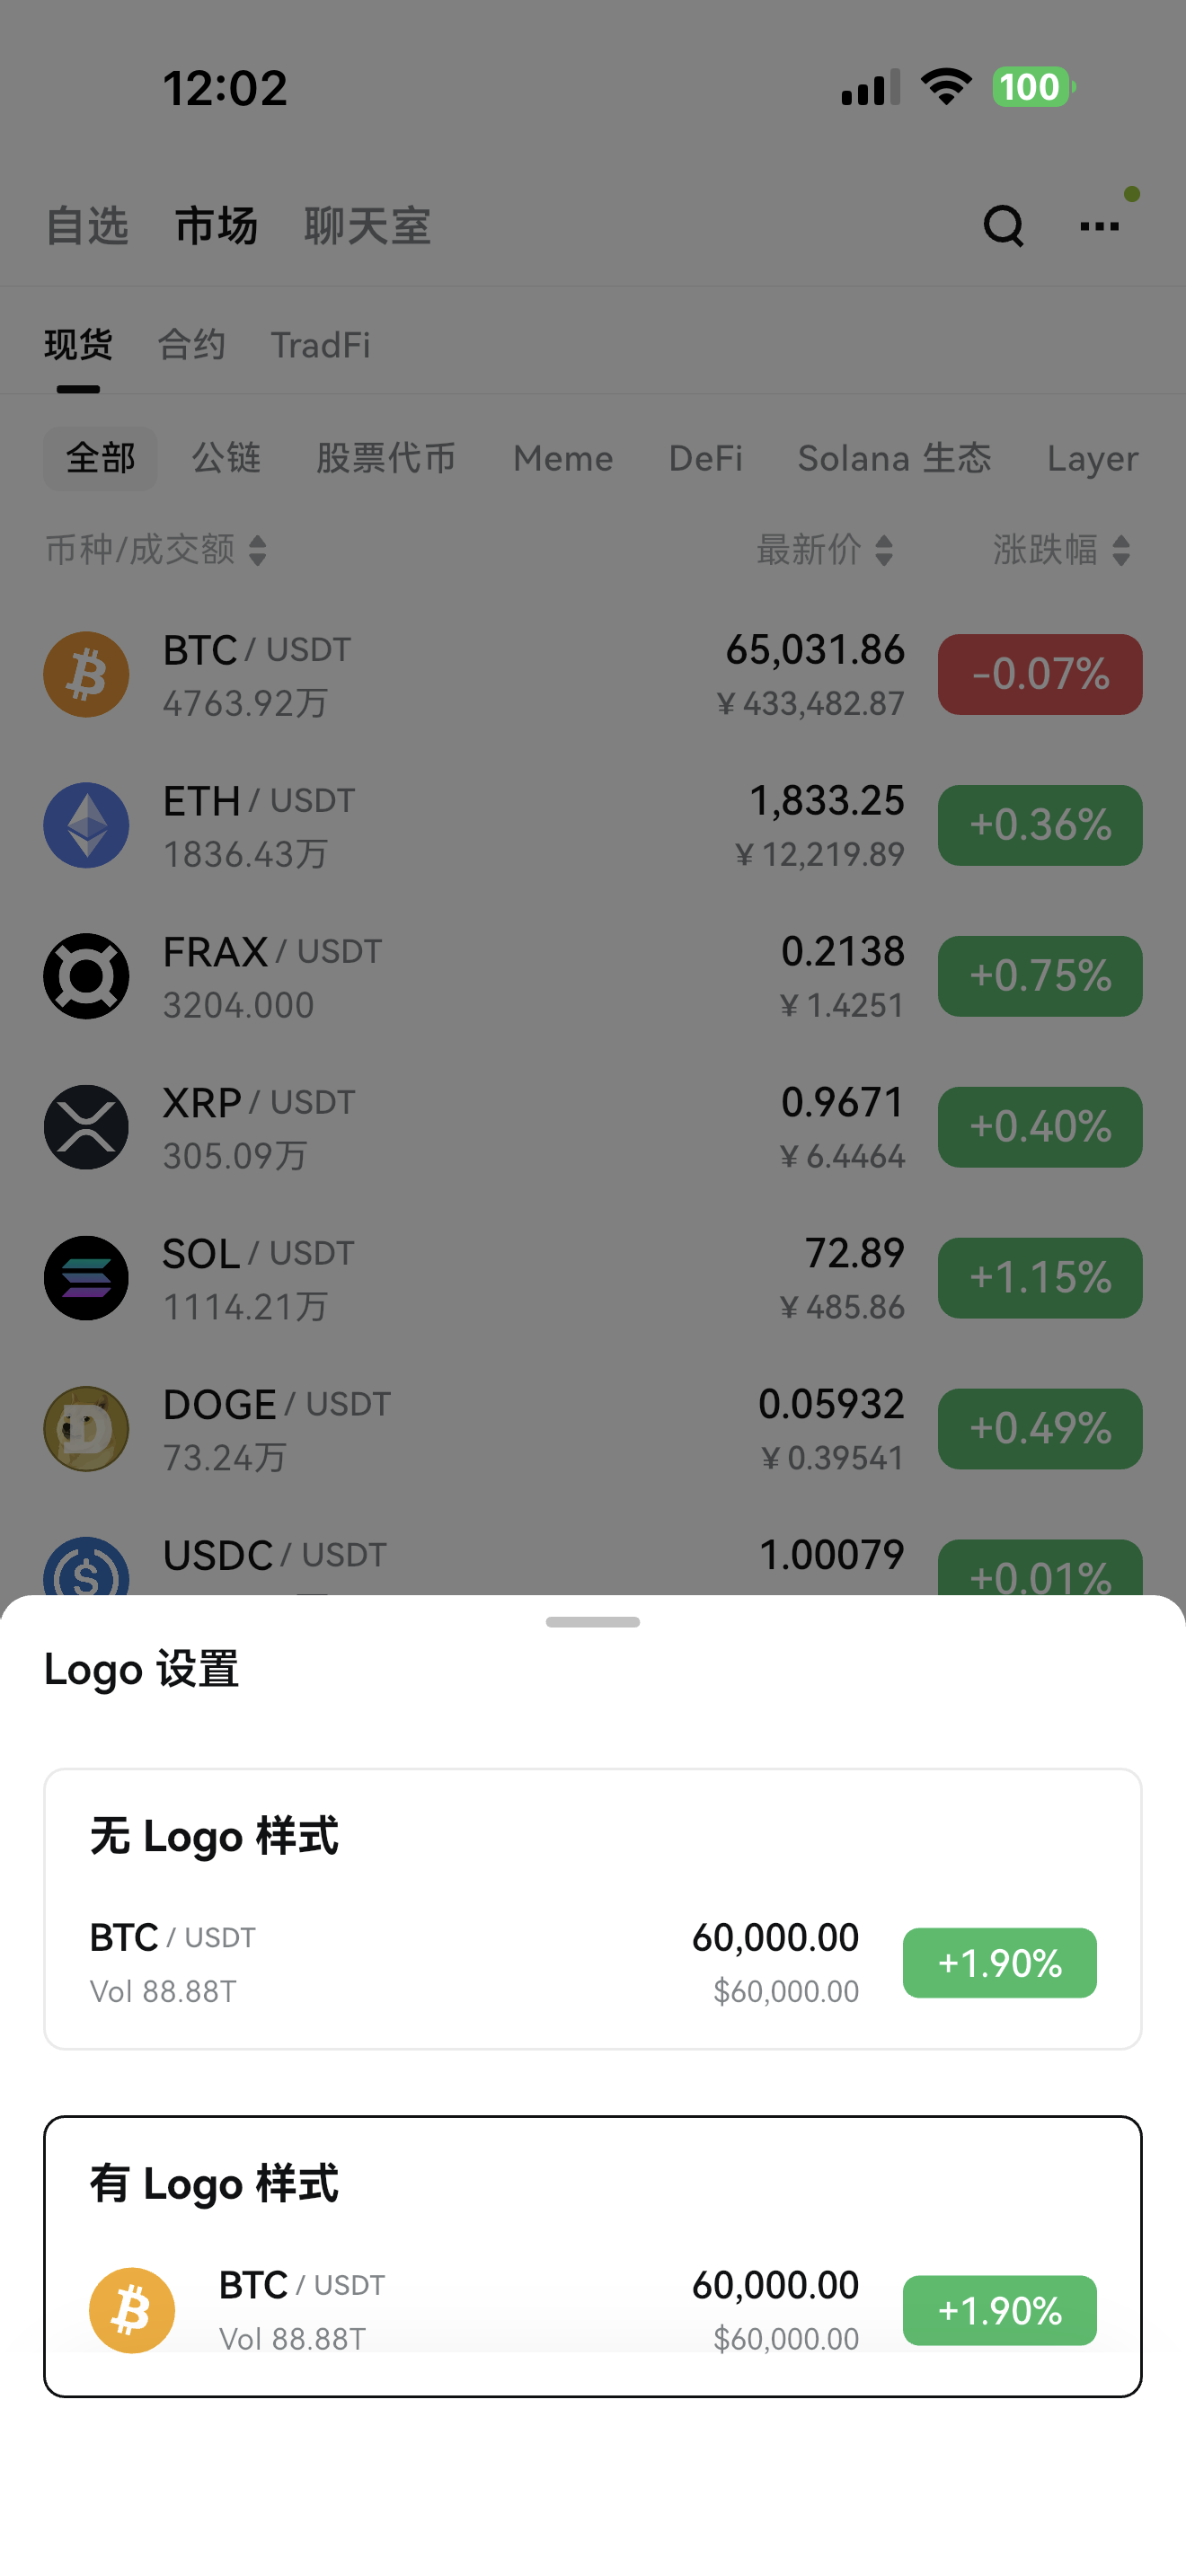 12:02 100
自选 市场 聊天室
现货 合约 TradFi
全部 公链 股票代币 Meme DeFi Solana 生态 Layer
币种/成交额 最新价 涨跌幅
BTC / USDT 65,031.86 -0.07%
4763.92万 ¥ 433,482.87
ETH / USDT 1,833.25 +0.36%
1836.43万 ¥ 12,219.89
FRAX / USDT 0.2138 +0.75%
3204.000 ¥ 1.4251
XRP / USDT 0.9671 +0.40%
305.09万 ¥ 6.4464
SOL / USDT 72.89 +1.15%
1114.21万 ¥ 485.86
DOGE / USDT 0.05932 +0.49%
73.24万 ¥ 0.39541
USDC / USDT 1.00079 +0.01%
Logo 设置
无 Logo 样式
BTC / USDT 60,000.00 +1.90%
Vol 88.88T $60,000.00
有 Logo 样式
BTC / USDT 60,000.00 +1.90%
Vol 88.88T $60,000.00